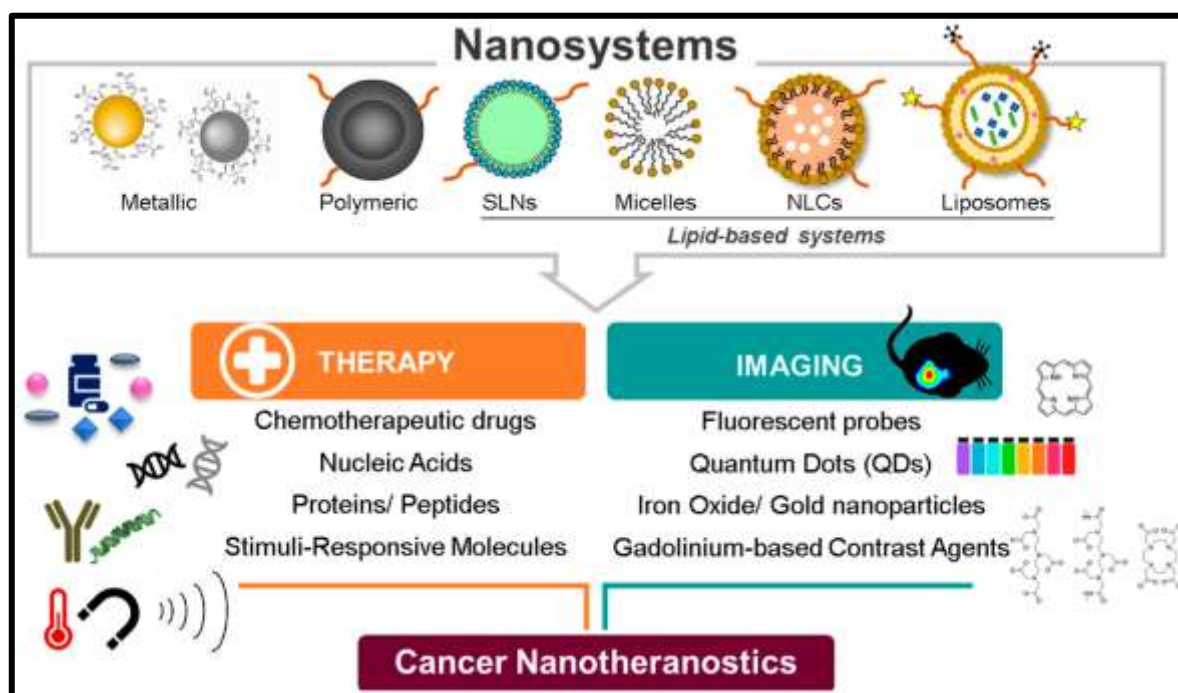 Nanosystems
Metallic
Polymeric
SLNs
Micelles
NLCs
Liposomes
Lipid-based systems
THERAPY
IMAGING
Chemotherapeutic drugs
Fluorescent probes
Nucleic Acids
Quantum Dots (QDs)
Proteins/ Peptides
Iron Oxide/ Gold nanoparticles
Stimuli-Responsive Molecules
Gadolinium-based Contrast Agents
Cancer Nanotheranostics